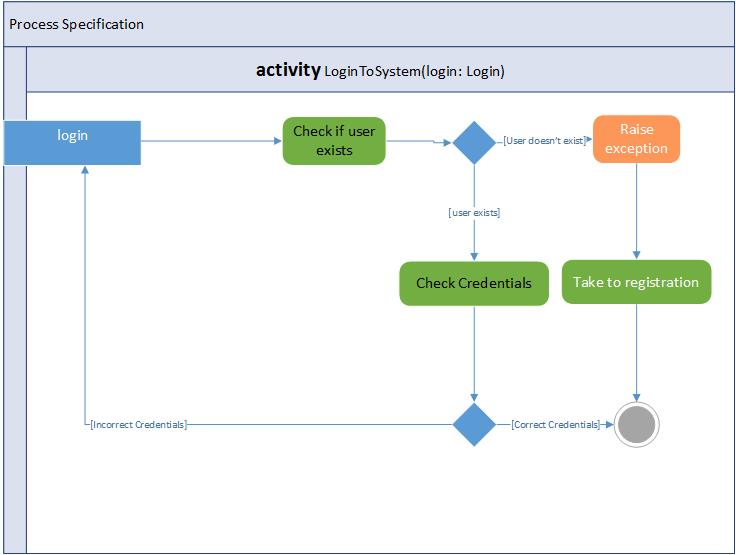 Process Specification
activity LoginToSystem(login: Login)
login
Check if user
exists
[User doesn't exist]
Raise
exception
[user exists]
Check Credentials
Take to registration
[Incorrect Credentials]
[Correct Credentials]